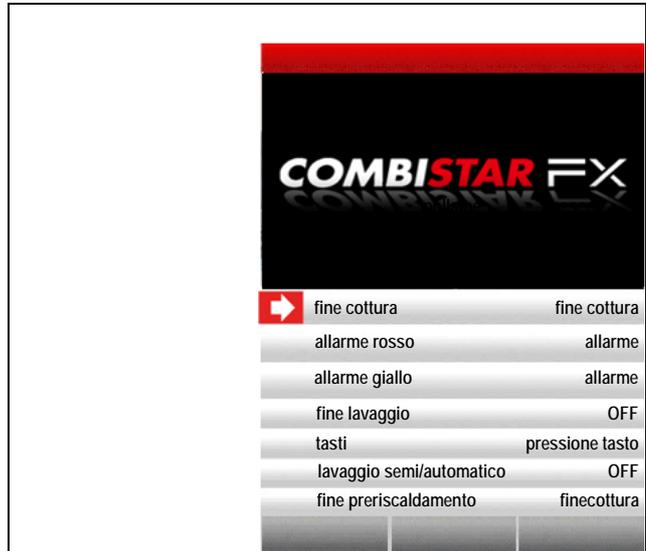 COMBISTAR FX
fine cottura fine cottura
allarme rosso allarme
allarme giallo allarme
fine lavaggio OFF
tasti pressione tasto
lavaggio semi/automatico OFF
fine preriscaldamento finecottura